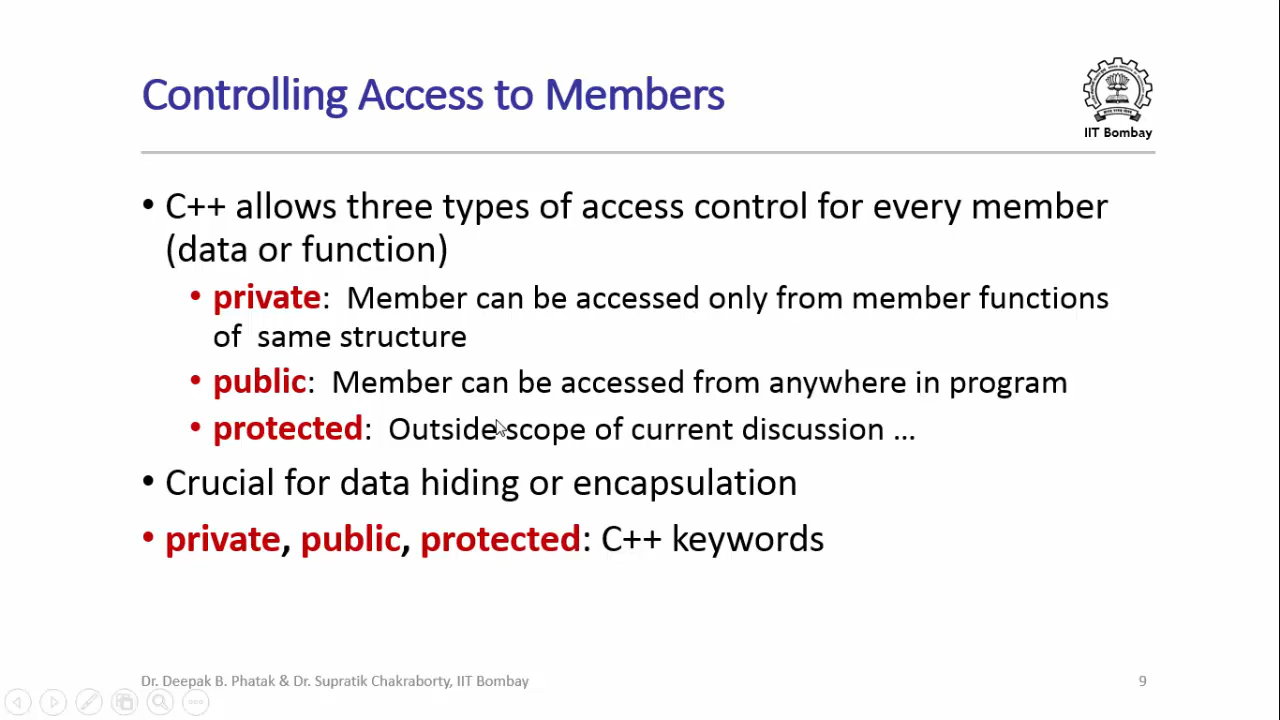 Controlling Access to Members
IIT Bombay
• C++ allows three types of access control for every member
(data or function)
• private: Member can be accessed only from member functions
of same structure
• public: Member can be accessed from anywhere in program
• protected: Outside scope of current discussion ...
• Crucial for data hiding or encapsulation
• private, public, protected: C++ keywords
Dr. Deepak B. Phatak & Dr. Supratik Chakraborty, IIT Bombay
9